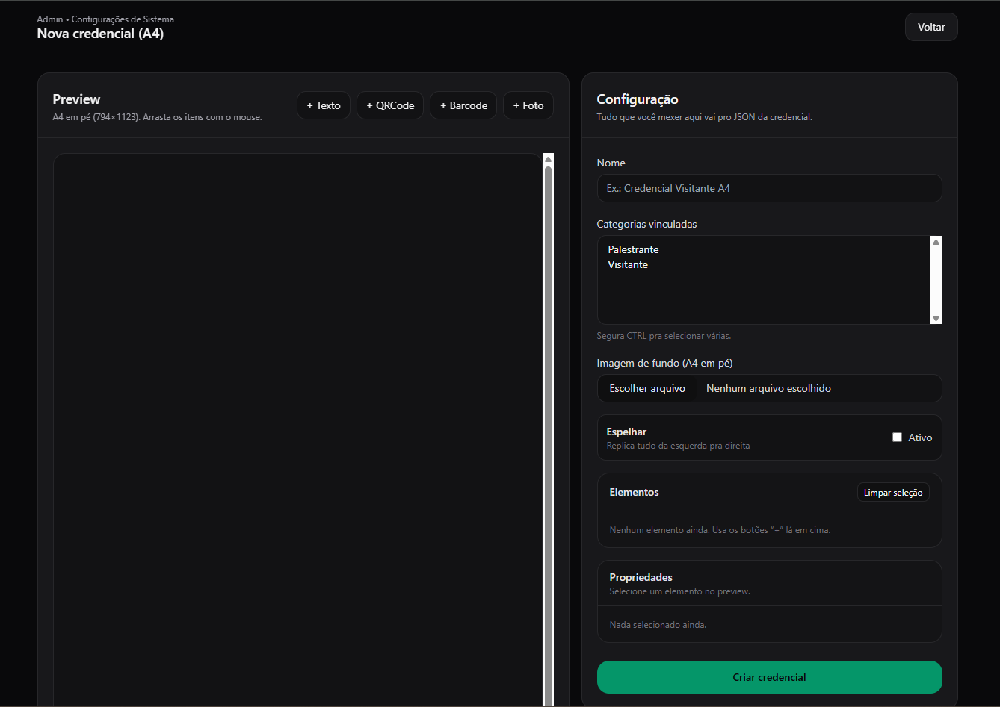 Admin • Configurações de Sistema
Nova credencial (A4)
Voltar
Preview
A4 em pé (794×1123). Arrasta os itens com o mouse.
+ Texto
+ QRCode
+ Barcode
+ Foto
Configuração
Tudo que você mexer aqui vai pro JSON da credencial.
Nome
Ex.: Credencial Visitante A4
Categorias vinculadas
Palestrante
Visitante
Segura CTRL pra selecionar várias.
Imagem de fundo (A4 em pé)
Escolher arquivo Nenhum arquivo escolhido
Espelhar
Replica tudo da esquerda pra direita
Ativo
Elementos
Limpar seleção
Nenhum elemento ainda. Usa os botões “+” lá em cima.
Propriedades
Selecione um elemento no preview.
Nada selecionado ainda.
Criar credencial